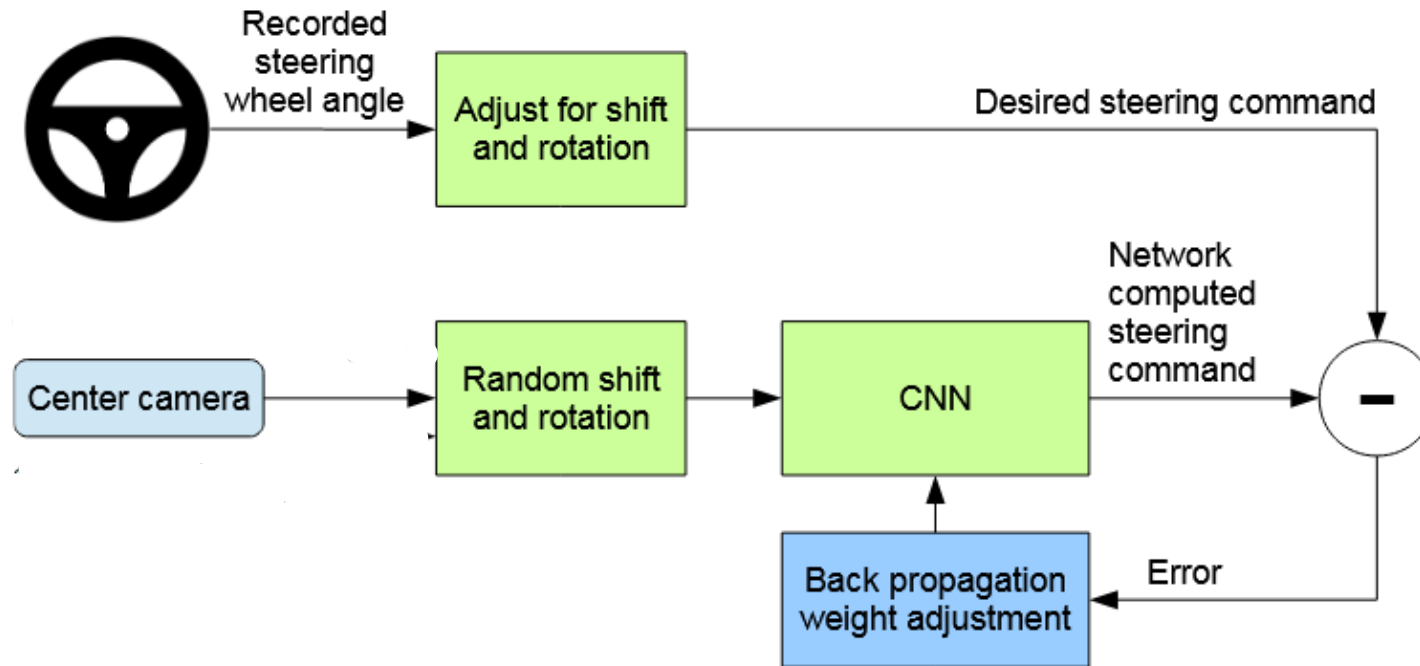 Recorded
steering
wheel angle
Adjust for shift
and rotation
Desired steering command
Center camera
Random shift
and rotation
CNN
Network
computed
steering
command
-
Back propagation
weight adjustment
Error